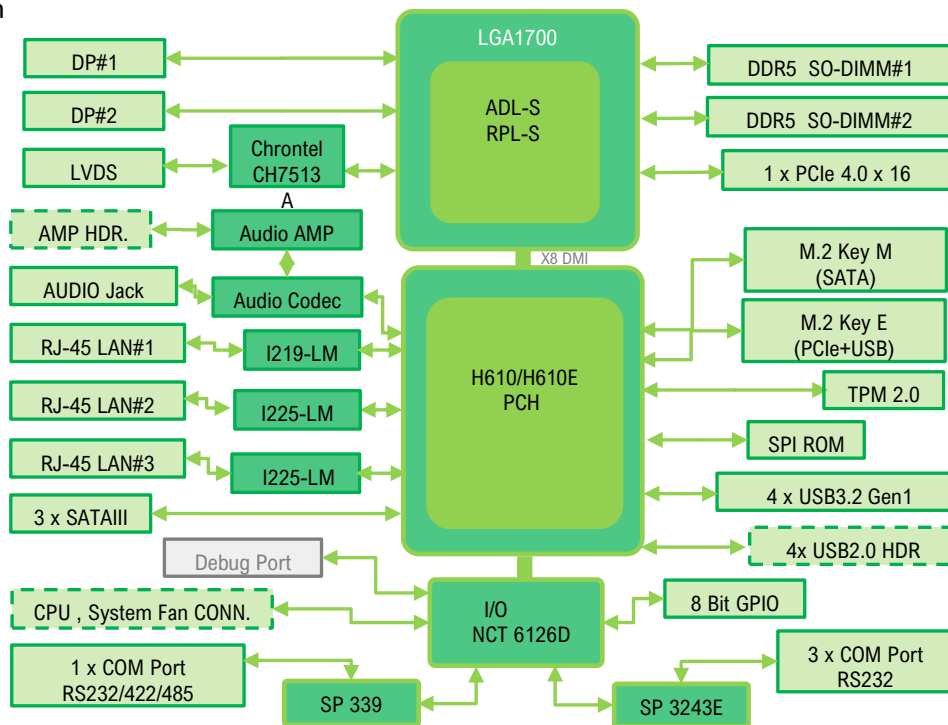 n
LGA1700
ADL-S
RPL-S
DP#1
DP#2
LVDS
Chrontel
CH7513
A
AMP HDR.
Audio AMP
AUDIO Jack
Audio Codec
RJ-45 LAN#1
I219-LM
RJ-45 LAN#2
I225-LM
RJ-45 LAN#3
I225-LM
3 x SATAIII
Debug Port
CPU , System Fan CONN.
1 x COM Port
RS232/422/485
SP 339
X8 DMI
H610/H610E
PCH
I/O
NCT 6126D
DDR5 SO-DIMM#1
DDR5 SO-DIMM#2
1 x PCIe 4.0 x 16
M.2 Key M
(SATA)
M.2 Key E
(PCIe+USB)
TPM 2.0
SPI ROM
4 x USB3.2 Gen1
4x USB2.0 HDR
8 Bit GPIO
3 x COM Port
RS232
SP 3243E